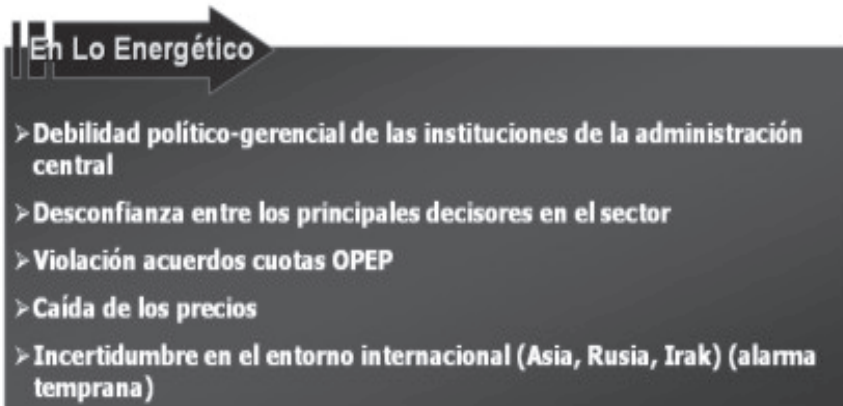 En Lo Energético
➢Debilidad político-gerencial de las instituciones de la administración
central
➢Desconfianza entre los principales decisores en el sector
➢Violación acuerdos cuotas OPEP
➢Caída de los precios
➢Incertidumbre en el entorno internacional (Asia, Rusia, Irak) (alarma
temprana)